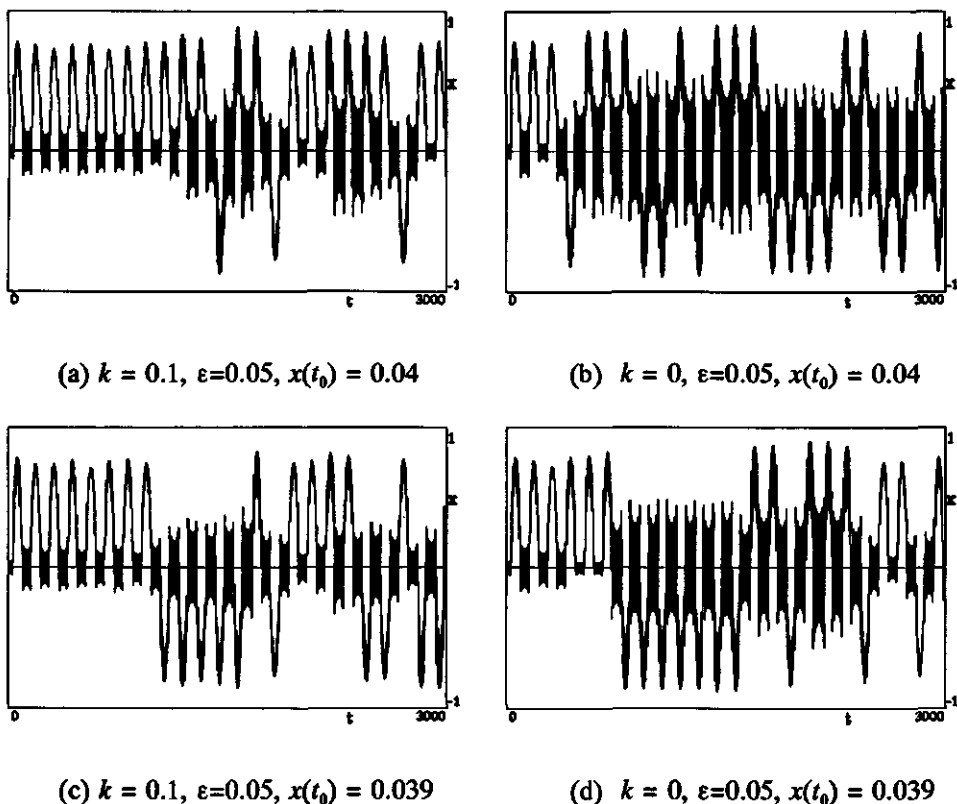 1
1
x
x
-1
-1
0 t 3000
0 t 3000
(a) k = 0.1, ε=0.05, x(t₀) = 0.04
(b) k = 0, ε=0.05, x(t₀) = 0.04
1
1
x
x
-1
-1
0 t 3000
0 t 3000
(c) k = 0.1, ε=0.05, x(t₀) = 0.039
(d) k = 0, ε=0.05, x(t₀) = 0.039